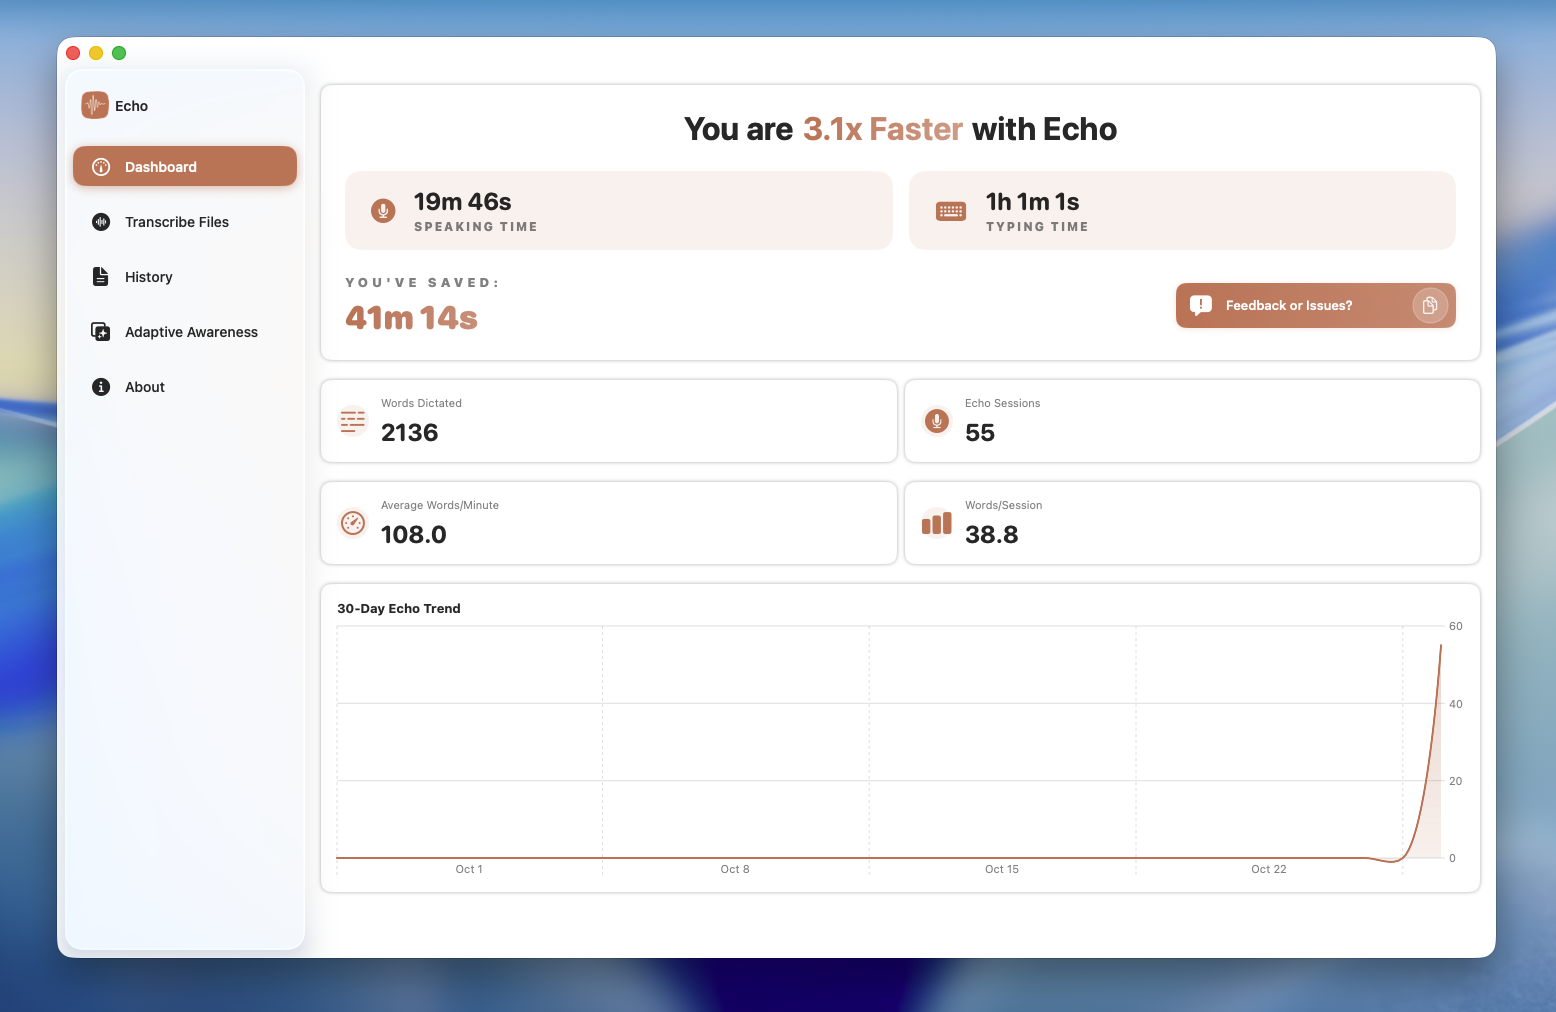 Echo
Dashboard
Transcribe Files
History
Adaptive Awareness
About
You are 3.1x Faster with Echo
19m 46s
SPEAKING TIME
1h 1m 1s
TYPING TIME
YOU'VE SAVED:
41m 14s
Feedback or Issues?
Words Dictated
2136
Echo Sessions
55
Average Words/Minute
108.0
Words/Session
38.8
30-Day Echo Trend
60
40
20
0
Oct 1
Oct 8
Oct 15
Oct 22